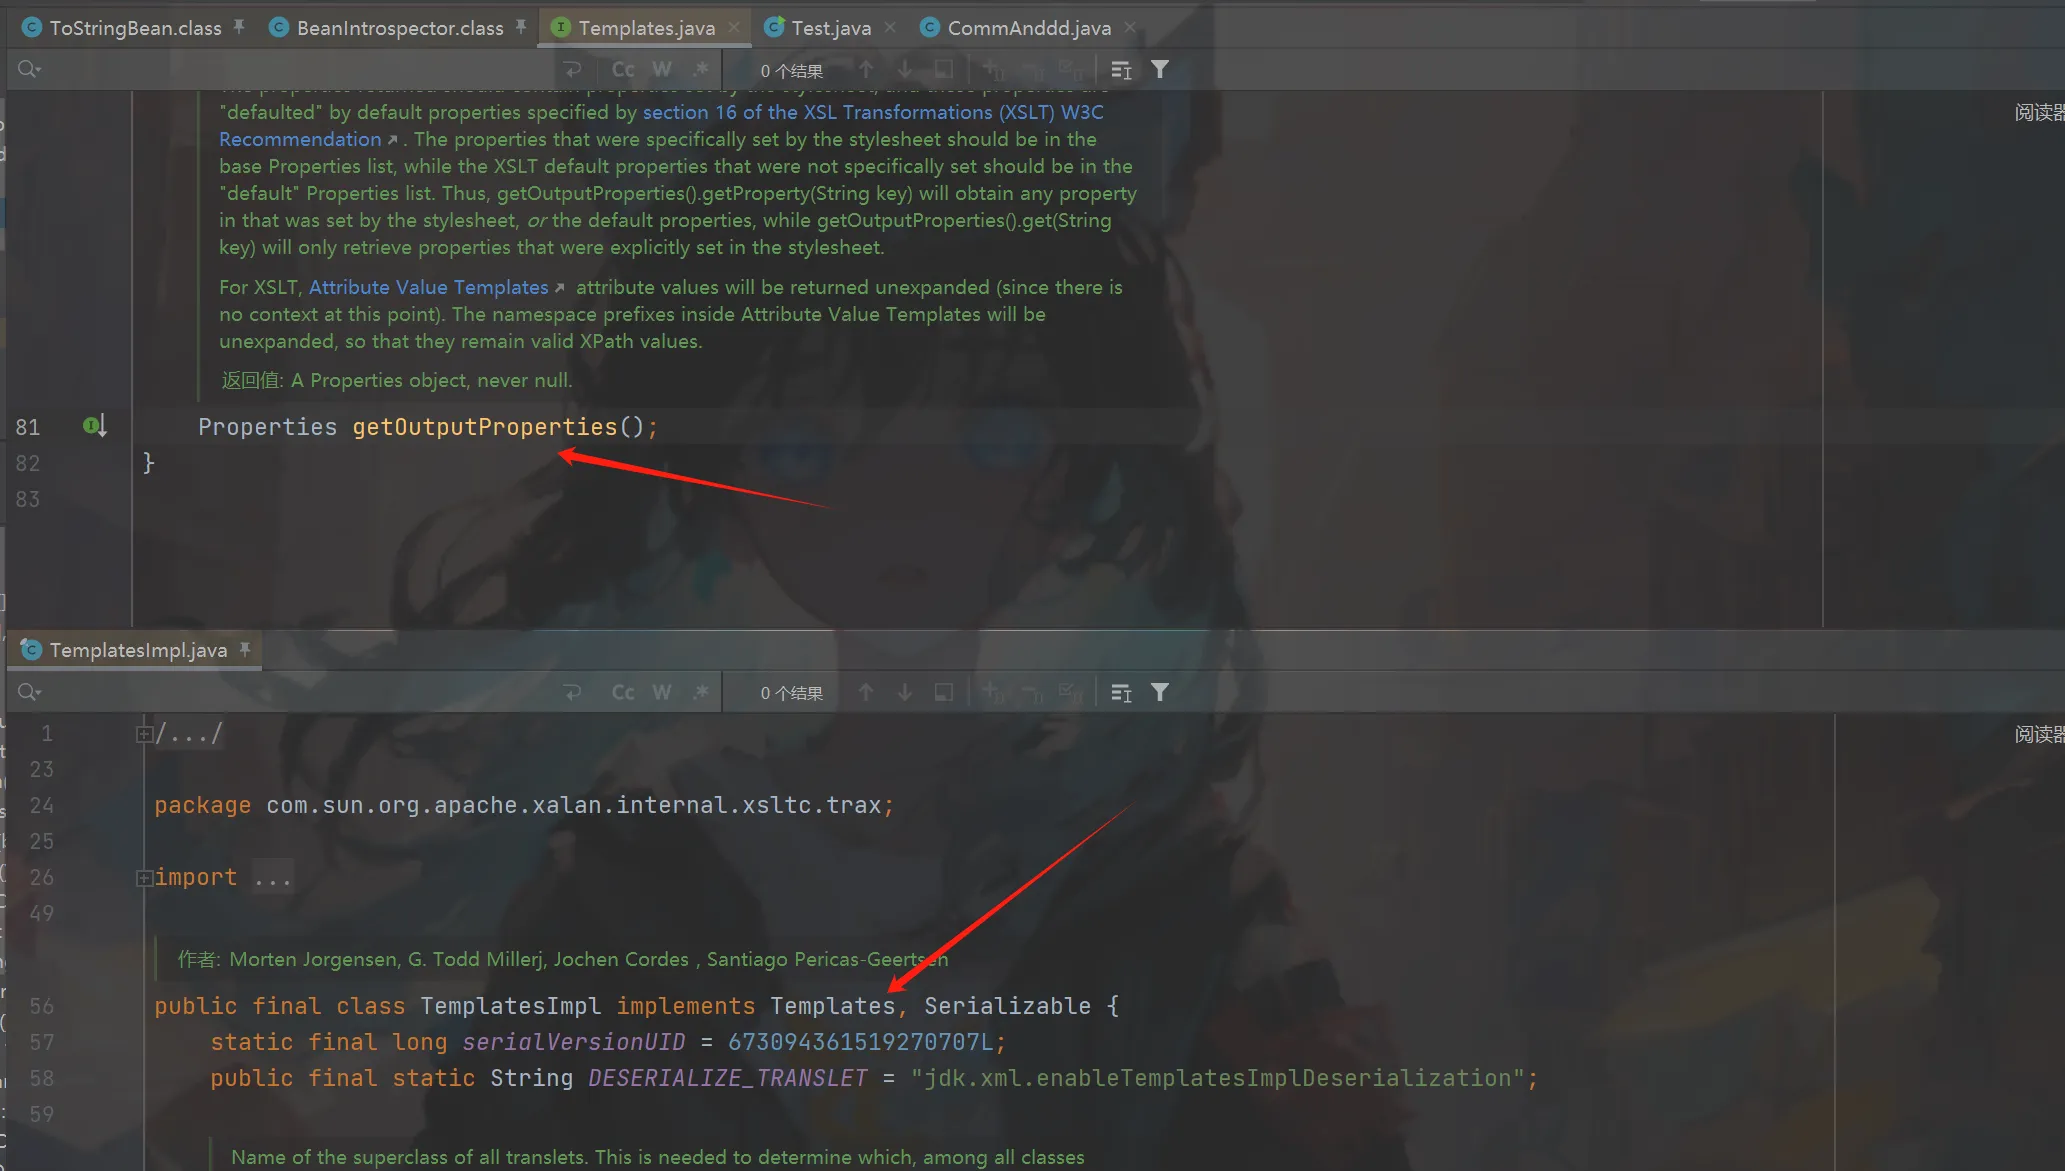 ToStringBean.class BeanIntrospector.class Templates.java Test.java CommAnddd.java
Cc W .* 0 个结果
"defaulted" by default properties specified by section 16 of the XSL Transformations (XSLT) W3C
阅读器
Recommendation . The properties that were specifically set by the stylesheet should be in the
base Properties list, while the XSLT default properties that were not specifically set should be in the
"default" Properties list. Thus, getOutputProperties().getProperty(String key) will obtain any property
in that was set by the stylesheet, or the default properties, while getOutputProperties().get(String
key) will only retrieve properties that were explicitly set in the stylesheet.
For XSLT, Attribute Value Templates attribute values will be returned unexpanded (since there is
no context at this point). The namespace prefixes inside Attribute Value Templates will be
unexpanded, so that they remain valid XPath values.
返回值: A Properties object, never null.
81 Properties getOutputProperties();
82 }
83
TemplatesImpl.java
Cc W .* 0 个结果
1 /.../
阅读器
23
24 package com.sun.org.apache.xalan.internal.xsltc.trax;
25
26 import ...
49
作者: Morten Jorgensen, G. Todd Millerj, Jochen Cordes , Santiago Pericas-Geertsen
56 public final class TemplatesImpl implements Templates, Serializable {
57 static final long serialVersionUID = 673094361519270707L;
58 public final static String DESERIALIZE_TRANSLET = "jdk.xml.enableTemplatesImplDeserialization";
59
Name of the superclass of all translets. This is needed to determine which, among all classes